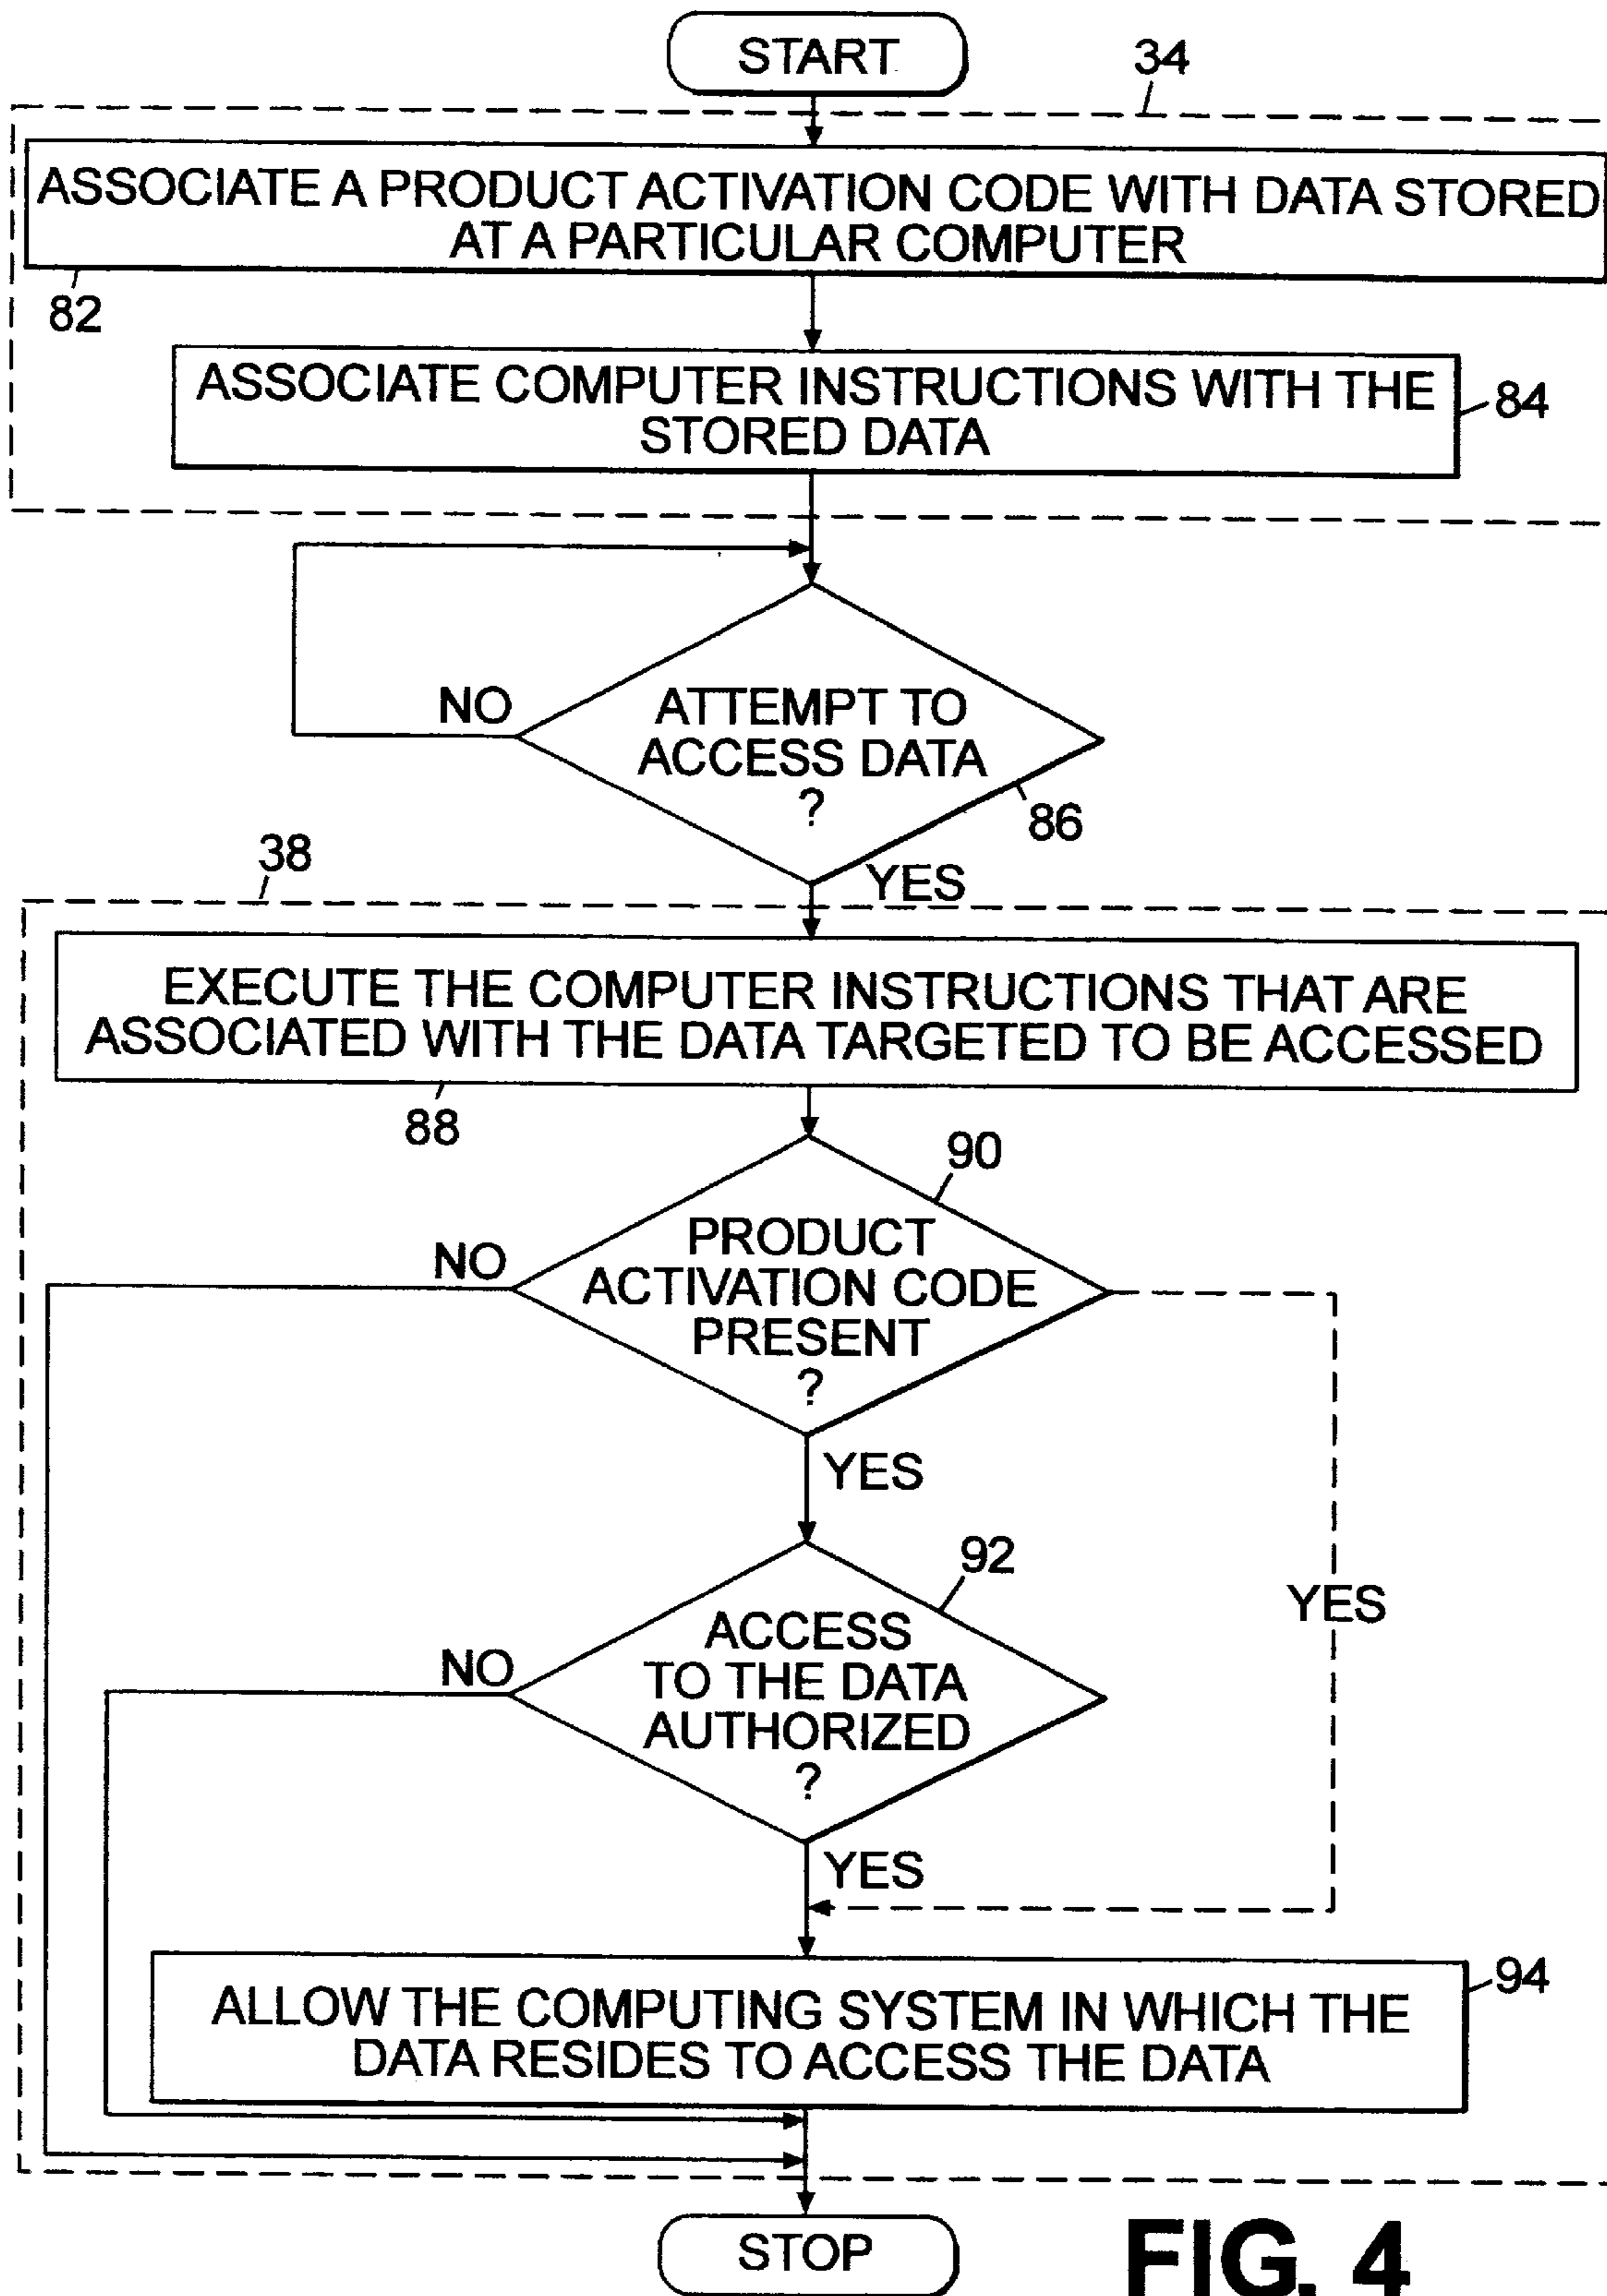 START
34
ASSOCIATE A PRODUCT ACTIVATION CODE WITH DATA STORED
AT A PARTICULAR COMPUTER
82
ASSOCIATE COMPUTER INSTRUCTIONS WITH THE
STORED DATA
84
NO
ATTEMPT TO
ACCESS DATA
?
86
YES
38
EXECUTE THE COMPUTER INSTRUCTIONS THAT ARE
ASSOCIATED WITH THE DATA TARGETED TO BE ACCESSED
88
90
NO
PRODUCT
ACTIVATION CODE
PRESENT
?
YES
92
YES
NO
ACCESS
TO THE DATA
AUTHORIZED
?
YES
94
ALLOW THE COMPUTING SYSTEM IN WHICH THE
DATA RESIDES TO ACCESS THE DATA
STOP
FIG. 4